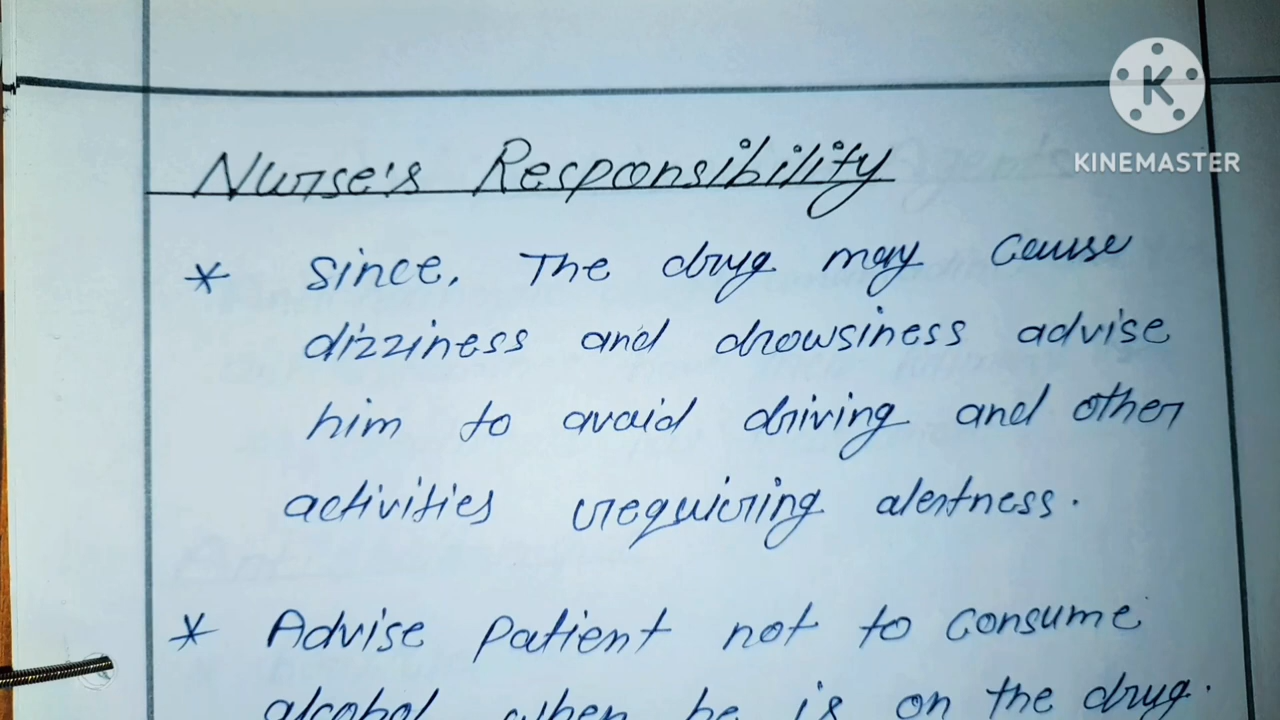 KINEMASTER
Nurse's Responsibility
* Since, The drug may cause
dizziness and drowsiness advise
him to avoid driving and other
activities requiring alertness.
* Advise patient not to consume
alcohol when he is on the drug.